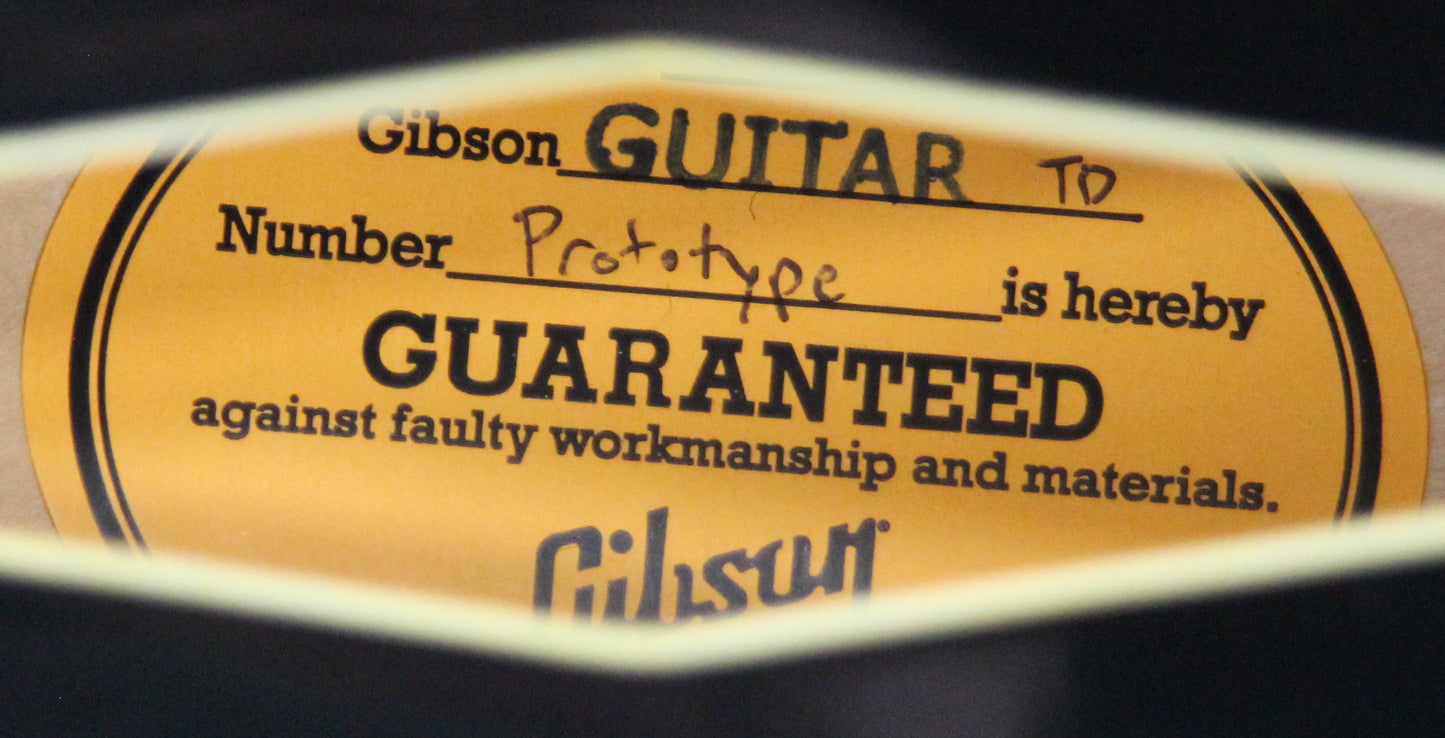 Gibson GUITAR TD
Number Prototype is hereby
GUARANTEED
against faulty workmanship and materials.
Gibson